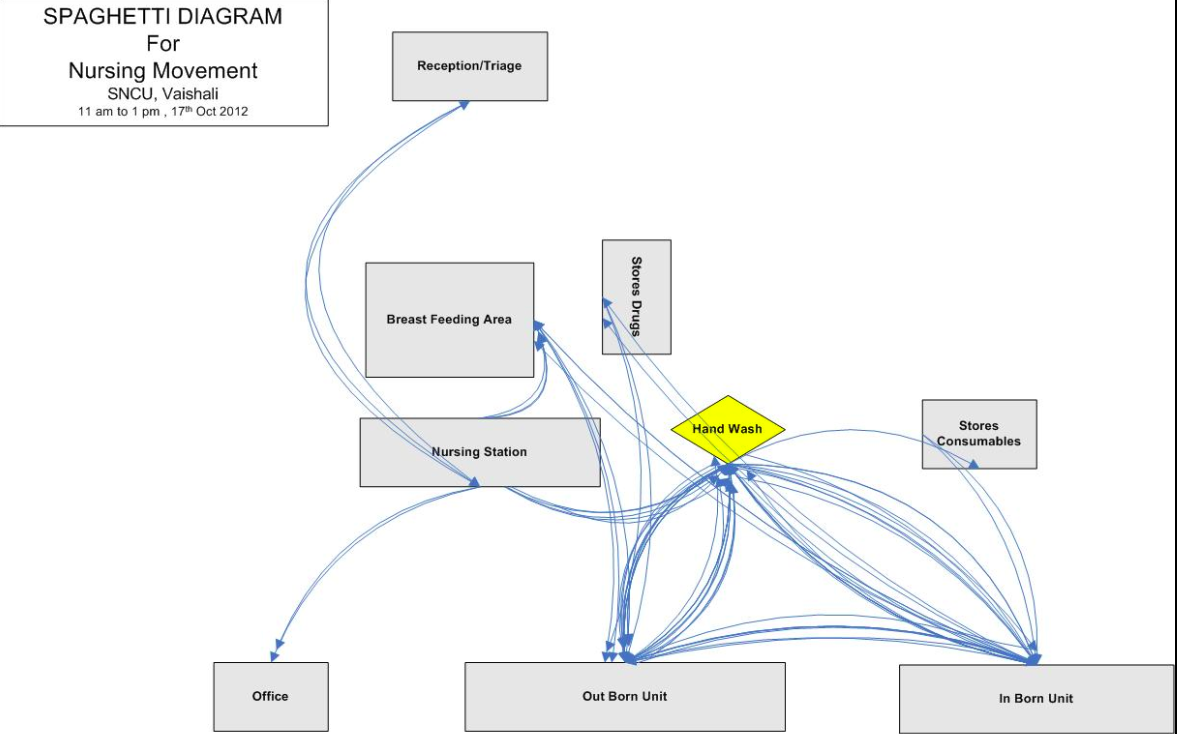 SPAGHETTI DIAGRAM
For
Nursing Movement
SNCU, Vaishali
11 am to 1 pm , 17th Oct 2012
Reception/Triage
Breast Feeding Area
Stores Drugs
Hand Wash
Stores
Consumables
Nursing Station
Office
Out Born Unit
In Born Unit